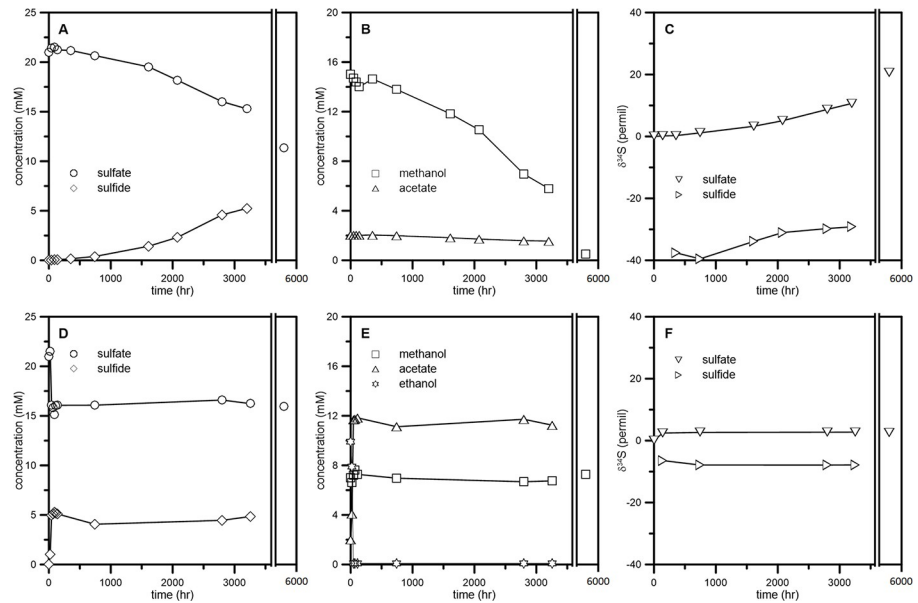 A
25
20
15
10
5
0
concentration (mM)
sulfate
sulfide
0 1000 2000 3000 6000
time (hr)
B
20
16
12
8
4
0
concentration (mM)
methanol
acetate
0 1000 2000 3000 6000
time (hr)
C
40
20
0
-20
-40
δ³⁴S (permil)
sulfate
sulfide
0 1000 2000 3000 6000
time (hr)
D
25
20
15
10
5
0
concentration (mM)
sulfate
sulfide
0 1000 2000 3000 6000
time (hr)
E
20
16
12
8
4
0
concentration (mM)
methanol
acetate
ethanol
0 1000 2000 3000 6000
time (hr)
F
40
20
0
-20
-40
δ³⁴S (permil)
sulfate
sulfide
0 1000 2000 3000 6000
time (hr)